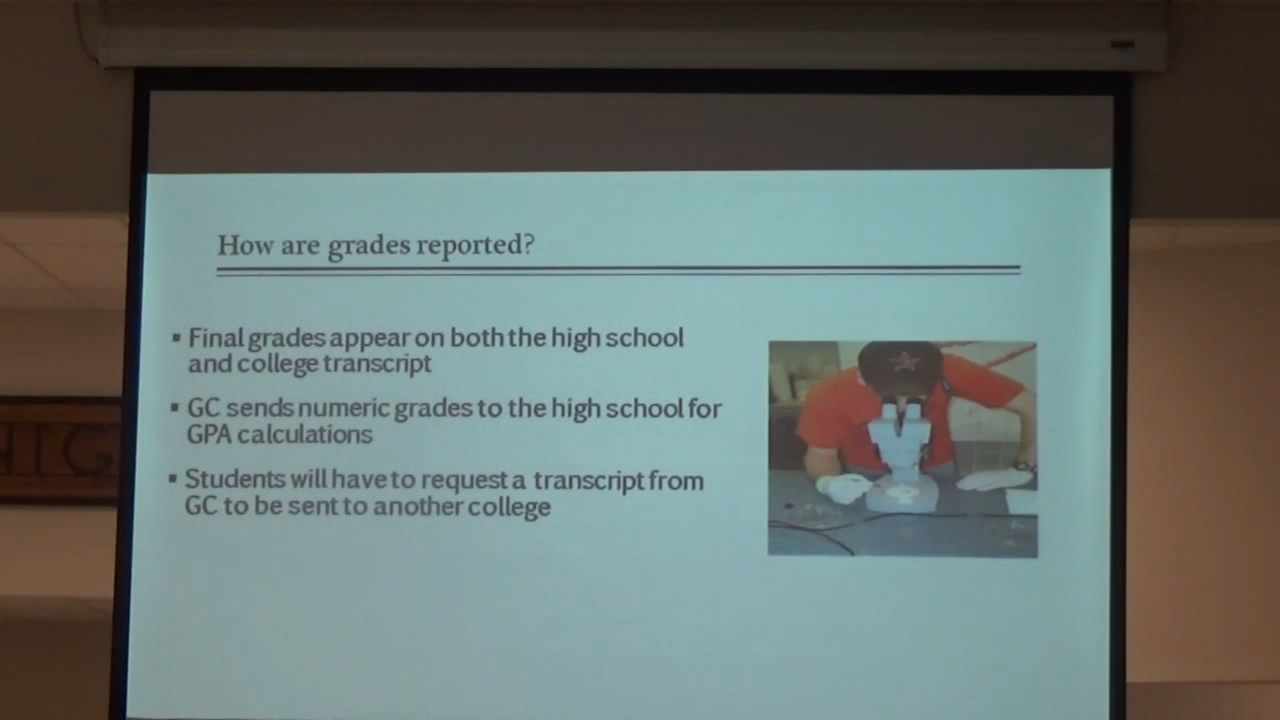 How are grades reported?
▪ Final grades appear on both the high school
and college transcript
▪ GC sends numeric grades to the high school for
GPA calculations
▪ Students will have to request a transcript from
GC to be sent to another college
HIG